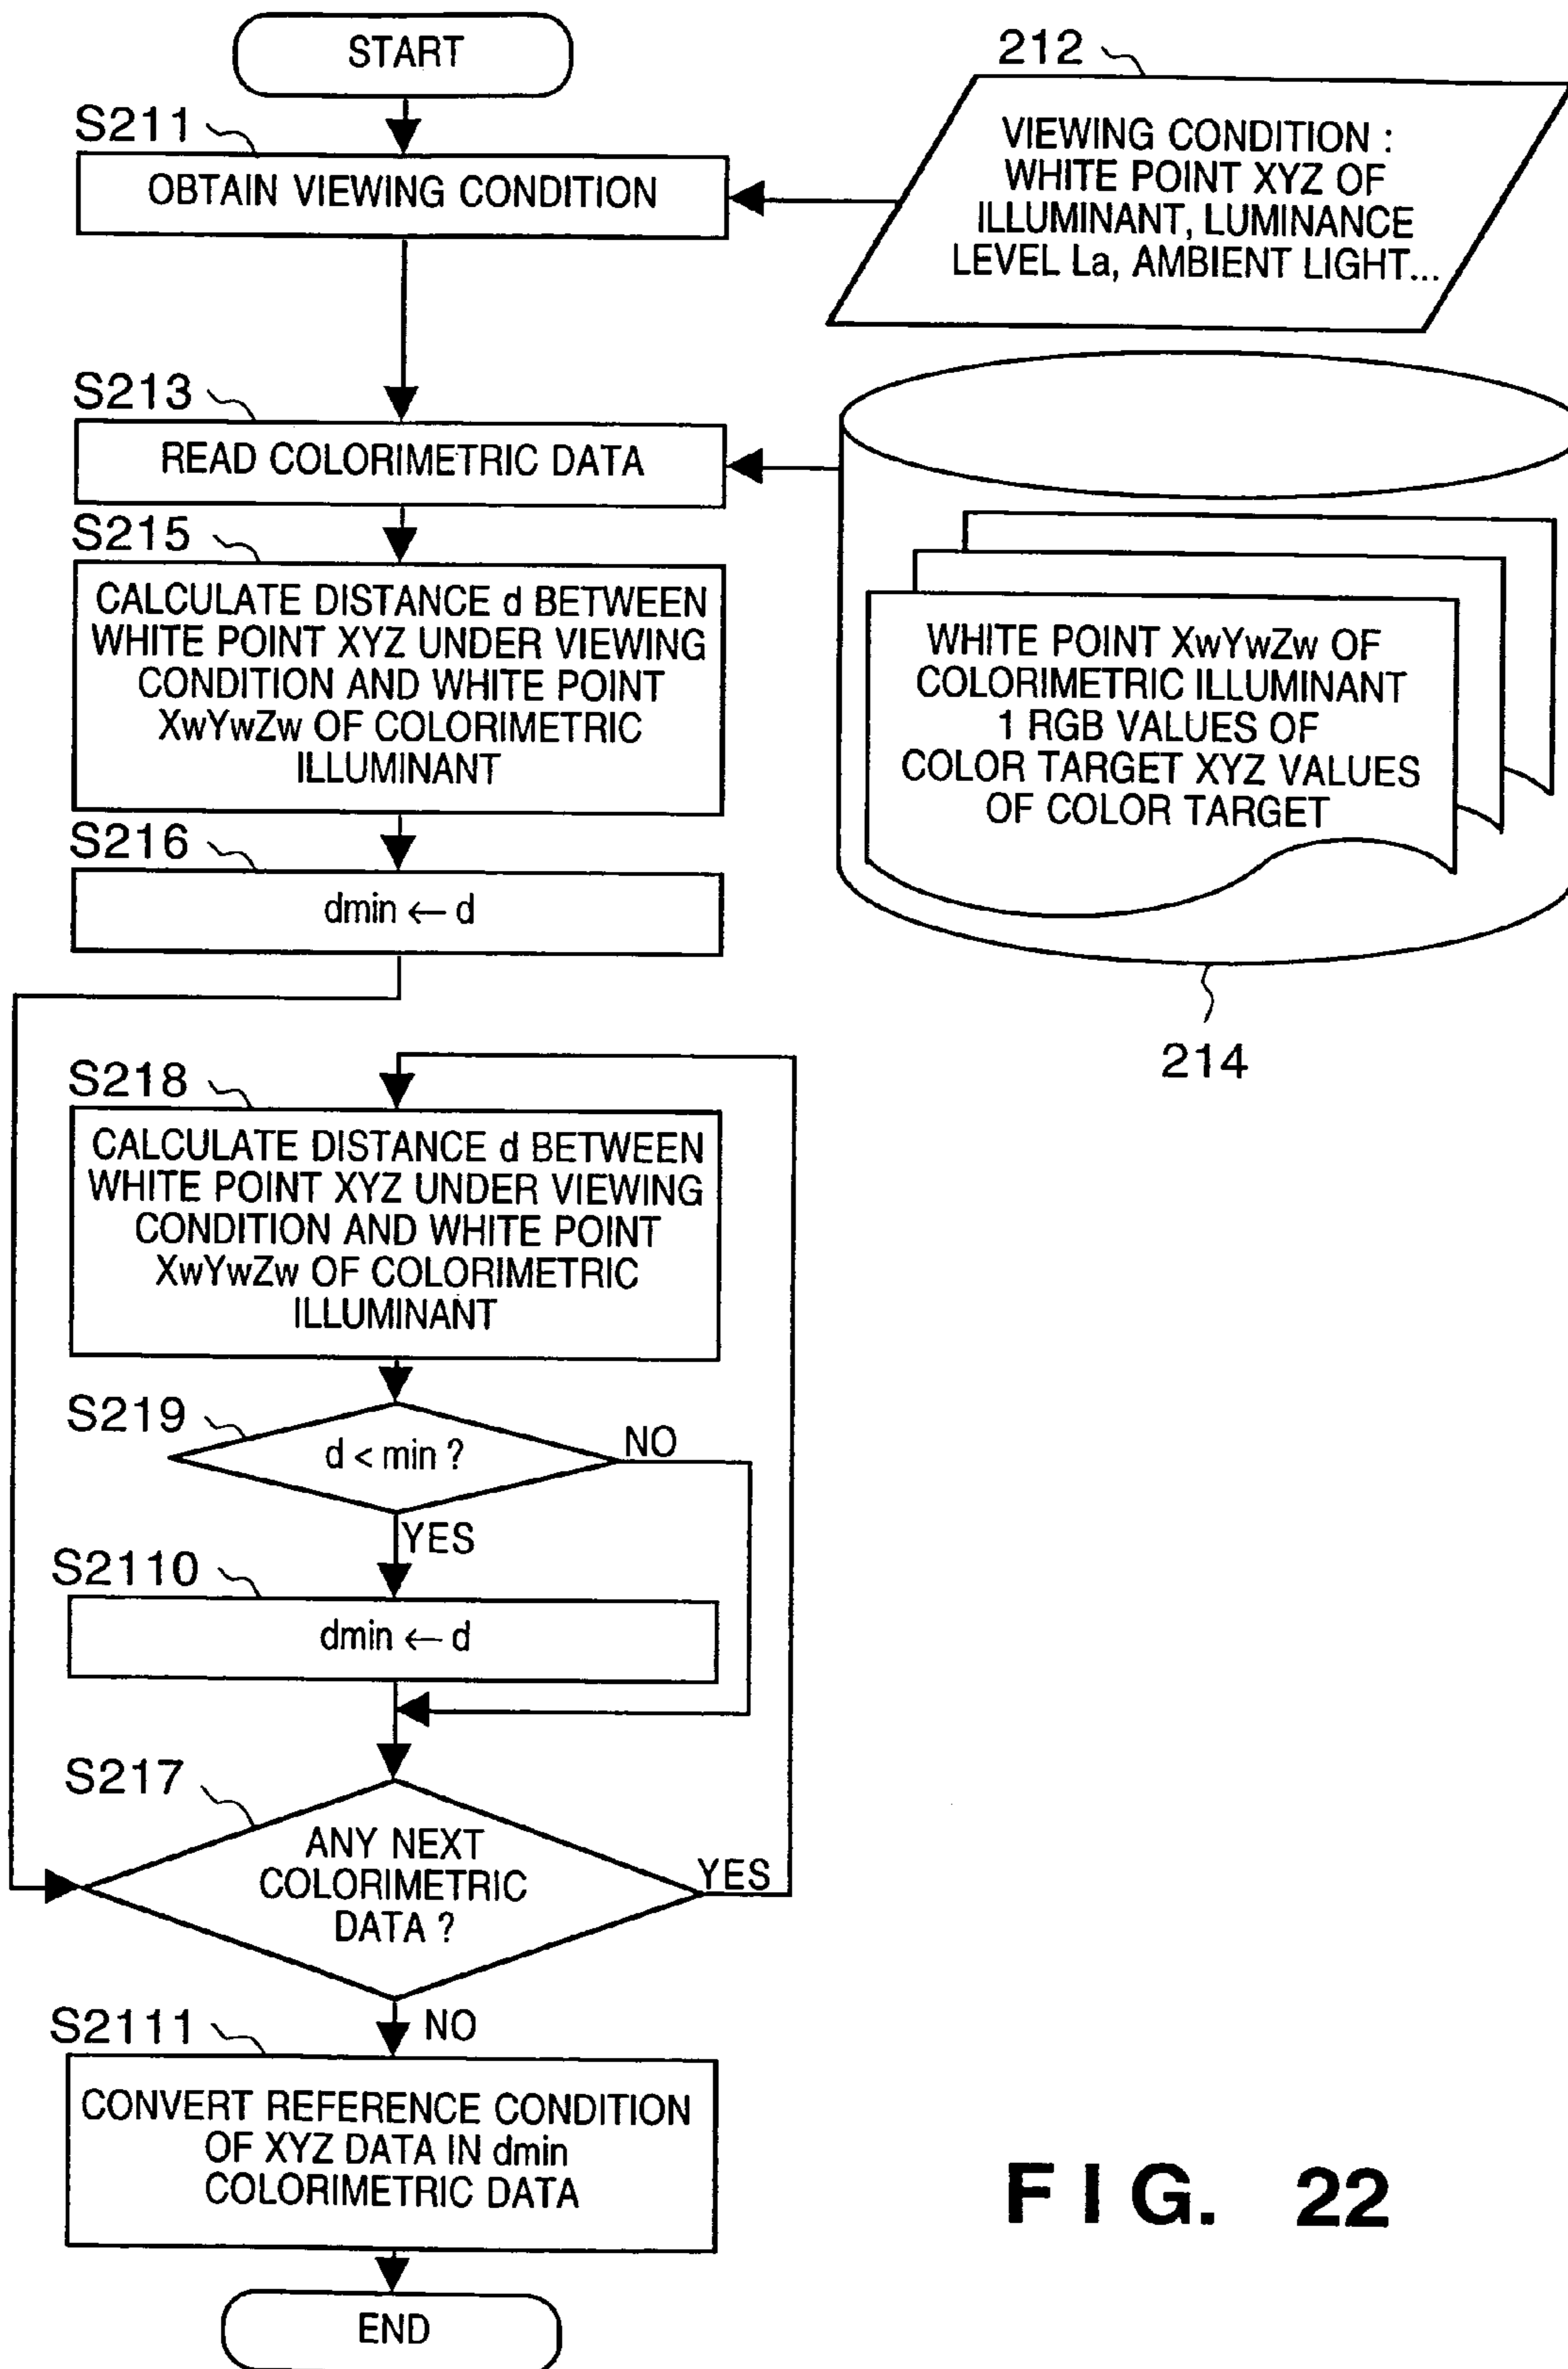 START
212
S211
OBTAIN VIEWING CONDITION
VIEWING CONDITION :
WHITE POINT XYZ OF
ILLUMINANT, LUMINANCE
LEVEL La, AMBIENT LIGHT...
S213
READ COLORIMETRIC DATA
S215
CALCULATE DISTANCE d BETWEEN
WHITE POINT XYZ UNDER VIEWING
CONDITION AND WHITE POINT
XwYwZw OF COLORIMETRIC
ILLUMINANT
WHITE POINT XwYwZw OF
COLORIMETRIC ILLUMINANT
1 RGB VALUES OF
COLOR TARGET XYZ VALUES
OF COLOR TARGET
S216
dmin ← d
214
S218
CALCULATE DISTANCE d BETWEEN
WHITE POINT XYZ UNDER VIEWING
CONDITION AND WHITE POINT
XwYwZw OF COLORIMETRIC
ILLUMINANT
S219
d < min ?
NO
YES
S2110
dmin ← d
S217
ANY NEXT
COLORIMETRIC
DATA ?
YES
NO
S2111
CONVERT REFERENCE CONDITION
OF XYZ DATA IN dmin
COLORIMETRIC DATA
END
FIG. 22